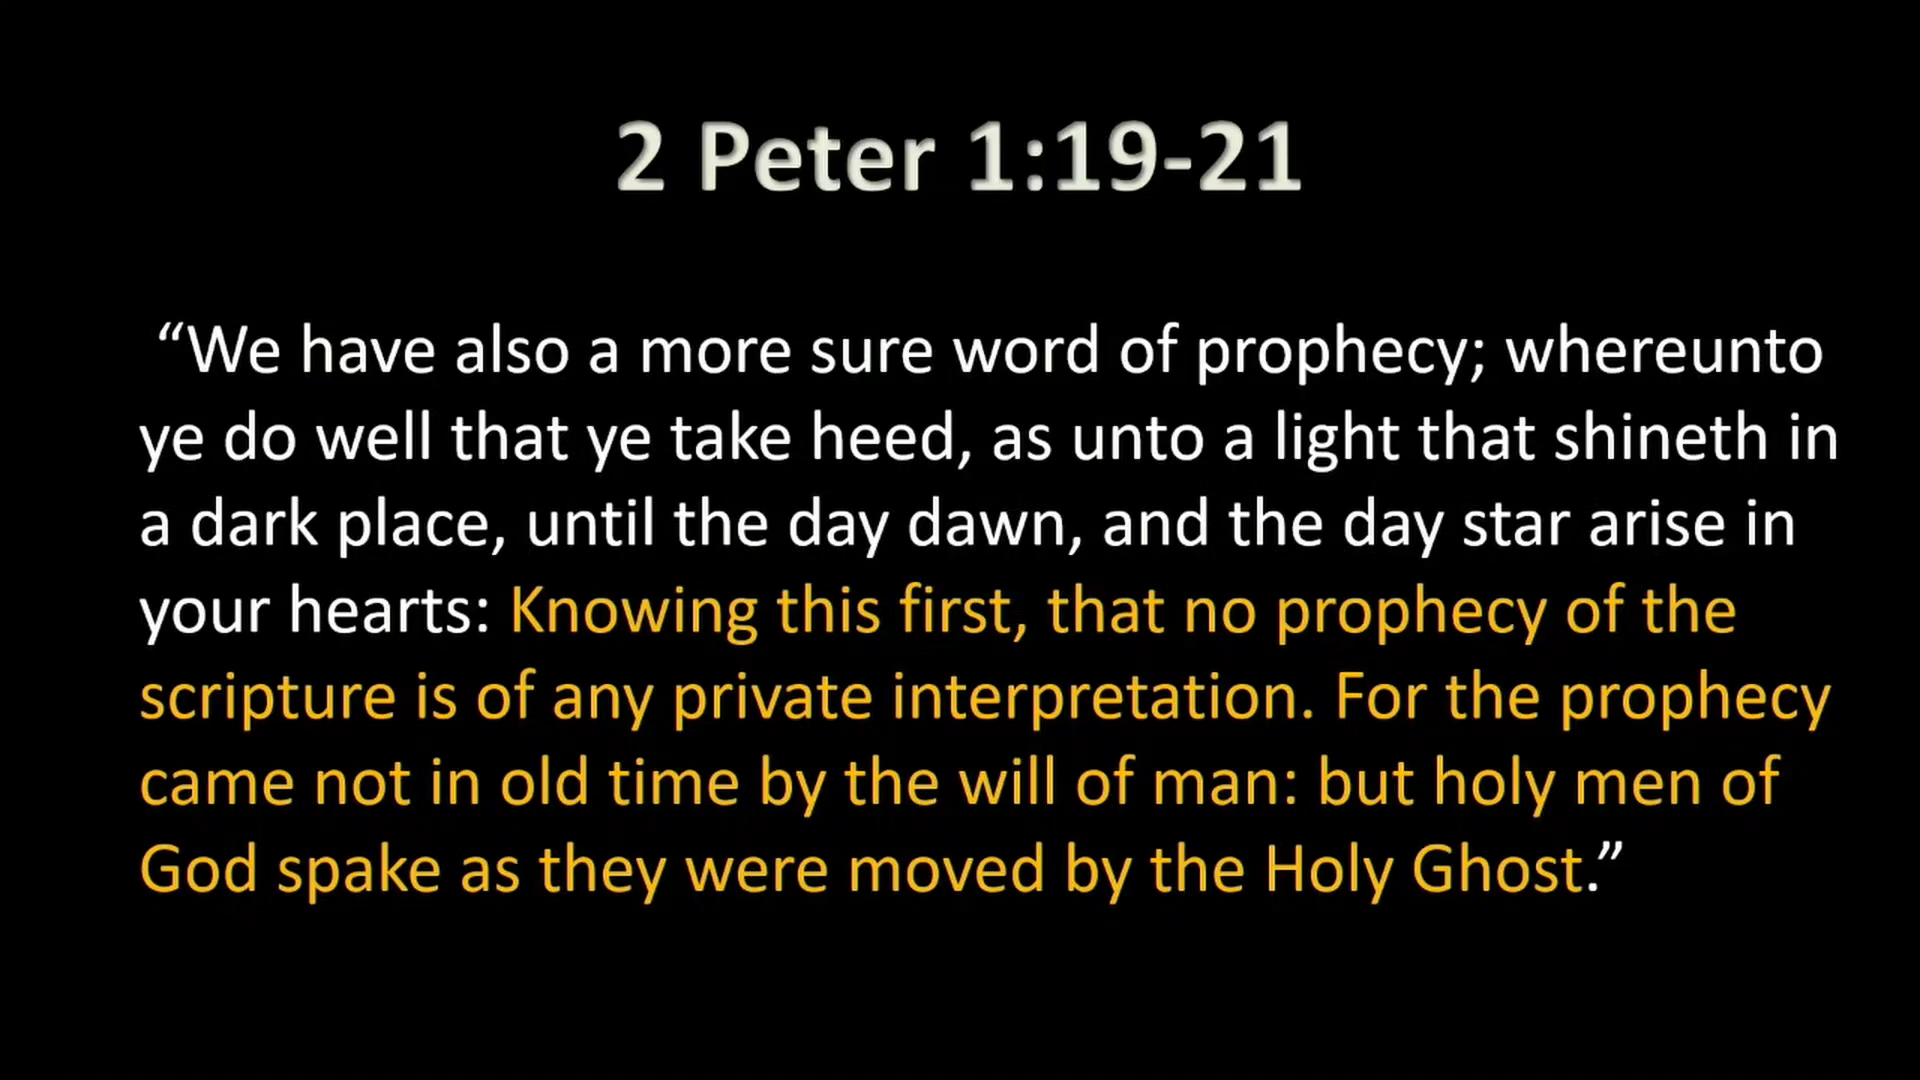 2 Peter 1:19-21
“We have also a more sure word of prophecy; whereunto
ye do well that ye take heed, as unto a light that shineth in
a dark place, until the day dawn, and the day star arise in
your hearts: Knowing this first, that no prophecy of the
scripture is of any private interpretation. For the prophecy
came not in old time by the will of man: but holy men of
God spake as they were moved by the Holy Ghost.”